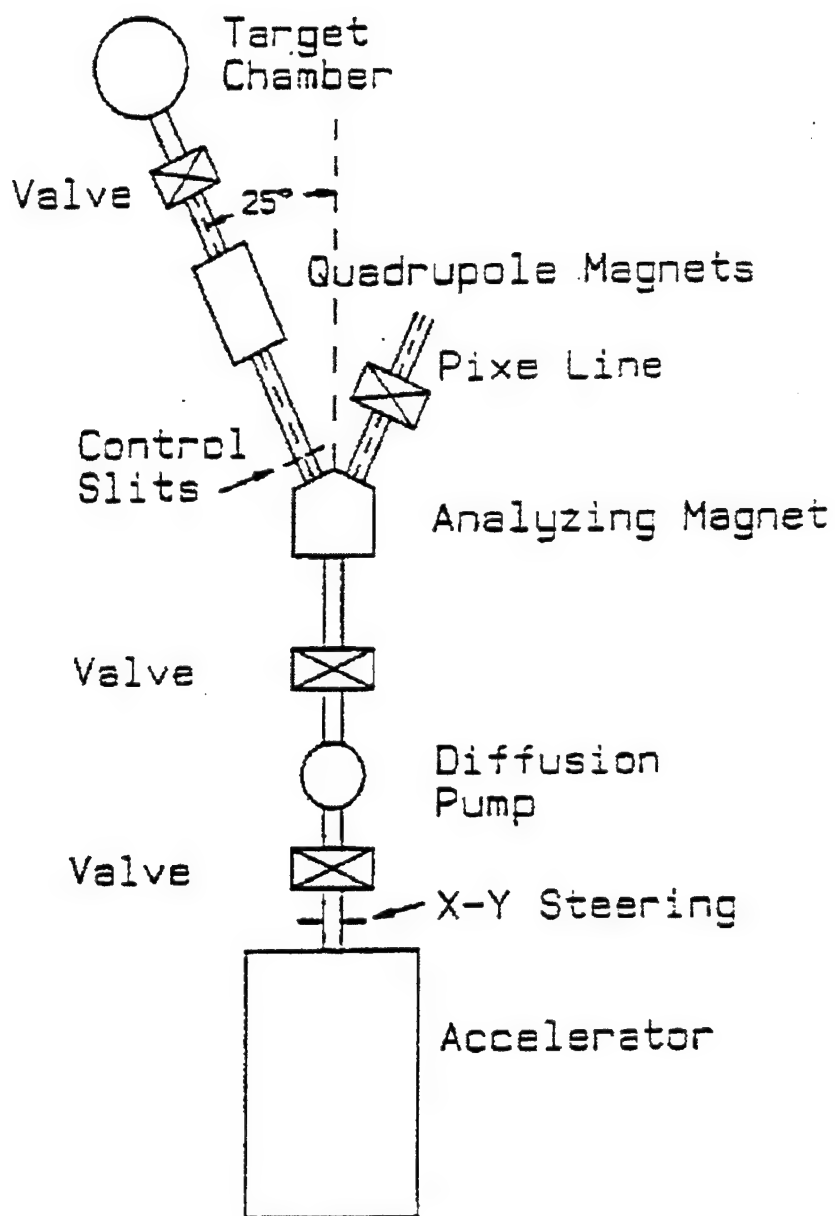 Target
Chamber
Valve
25°
Quadrupole Magnets
Pixe Line
Control
Slits
Analyzing Magnet
Valve
Diffusion
Pump
Valve
X-Y Steering
Accelerator